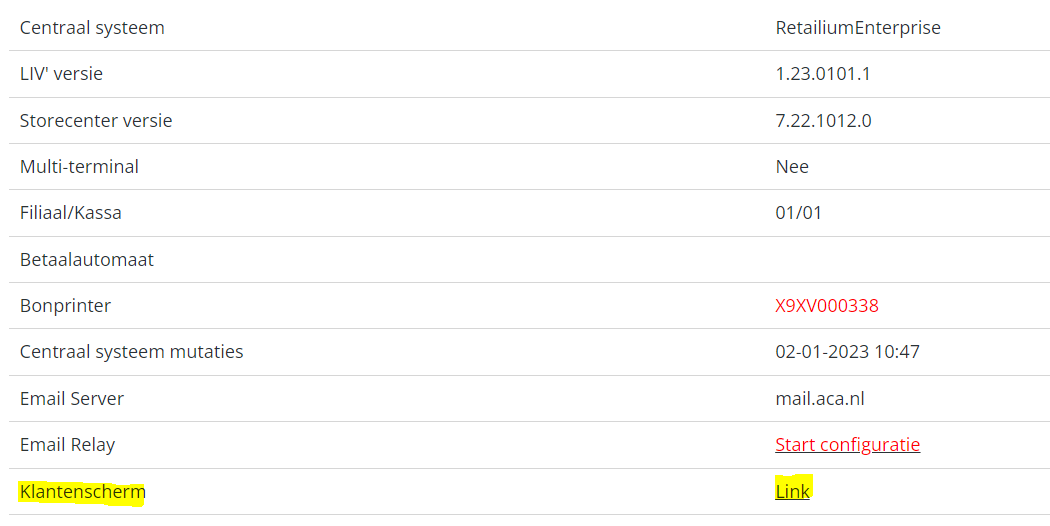 Centraal systeem RetailiumEnterprise
LIV' versie 1.23.0101.1
Storecenter versie 7.22.1012.0
Multi-terminal Nee
Filiaal/Kassa 01/01
Betaalautomaat
Bonprinter X9XV000338
Centraal systeem mutaties 02-01-2023 10:47
Email Server mail.aca.nl
Email Relay Start configuratie
Klantenscherm Link